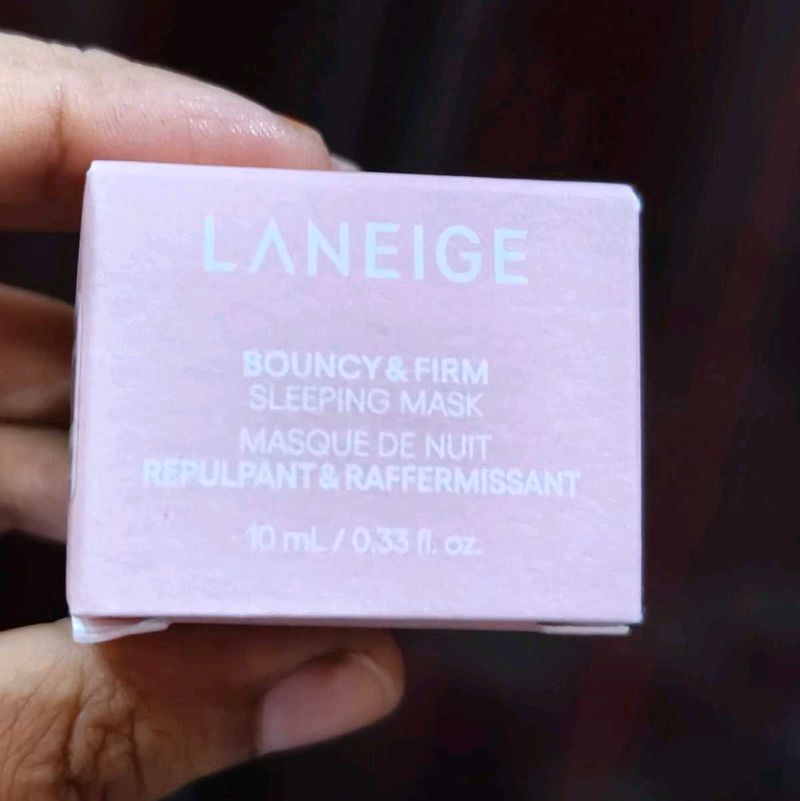 LANEIGE
BOUNCY & FIRM
SLEEPING MASK
MASQUE DE NUIT
REPULPANT & RAFFERMISSANT
10 mL / 0.33 fl. oz.